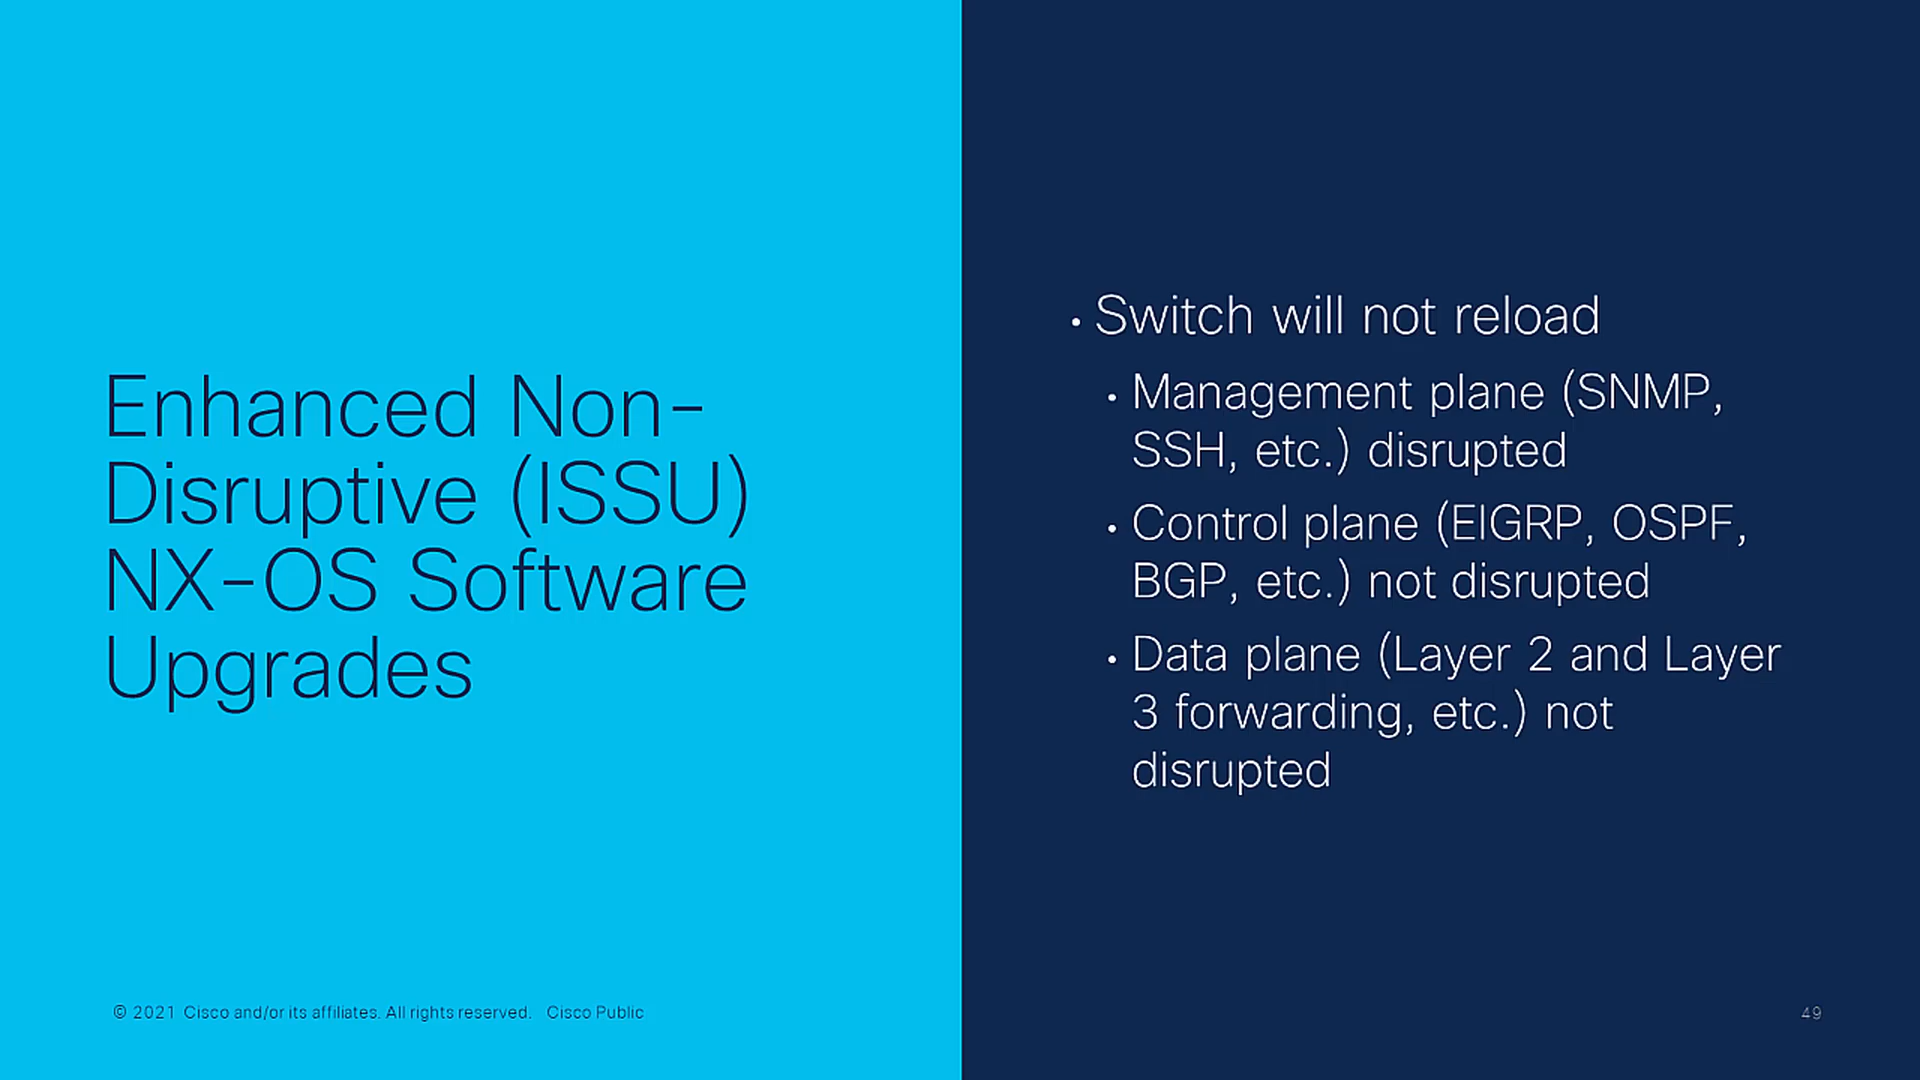 Enhanced Non-
Disruptive (ISSU)
NX-OS Software
Upgrades
• Switch will not reload
• Management plane (SNMP,
SSH, etc.) disrupted
• Control plane (EIGRP, OSPF,
BGP, etc.) not disrupted
• Data plane (Layer 2 and Layer
3 forwarding, etc.) not
disrupted
© 2021 Cisco and/or its affiliates. All rights reserved. Cisco Public
49